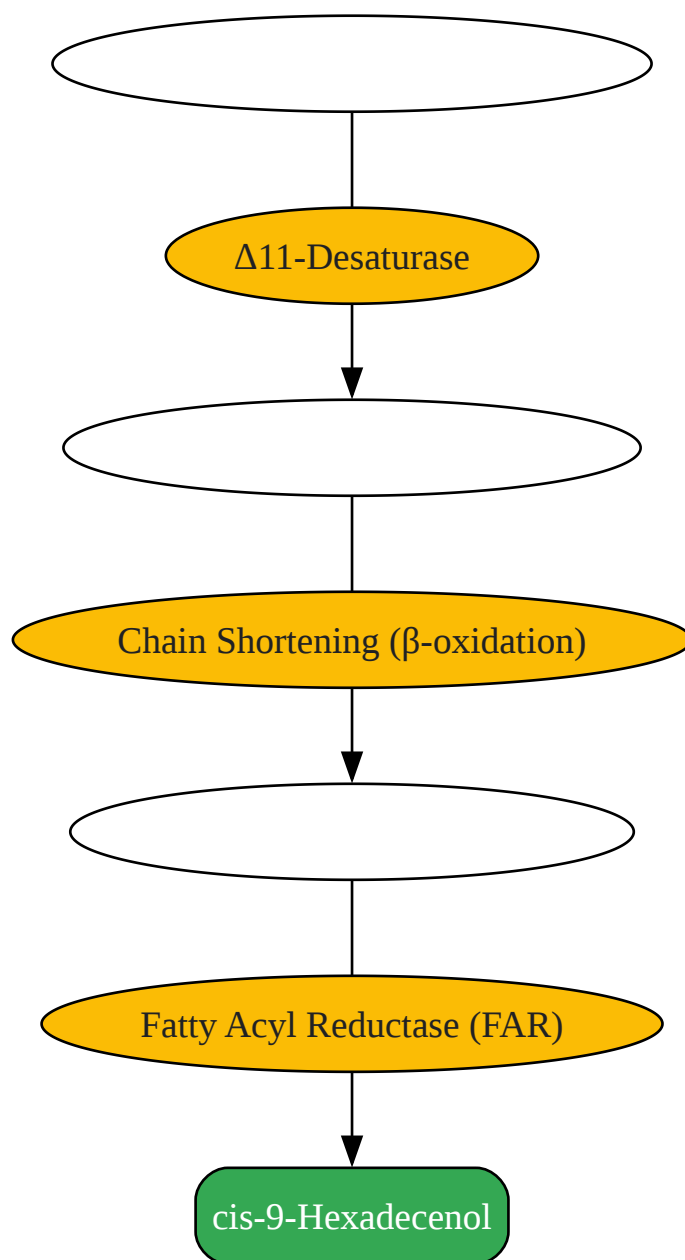 Δ11-Desaturase
Chain Shortening (β-oxidation)
Fatty Acyl Reductase (FAR)
cis-9-Hexadecenol